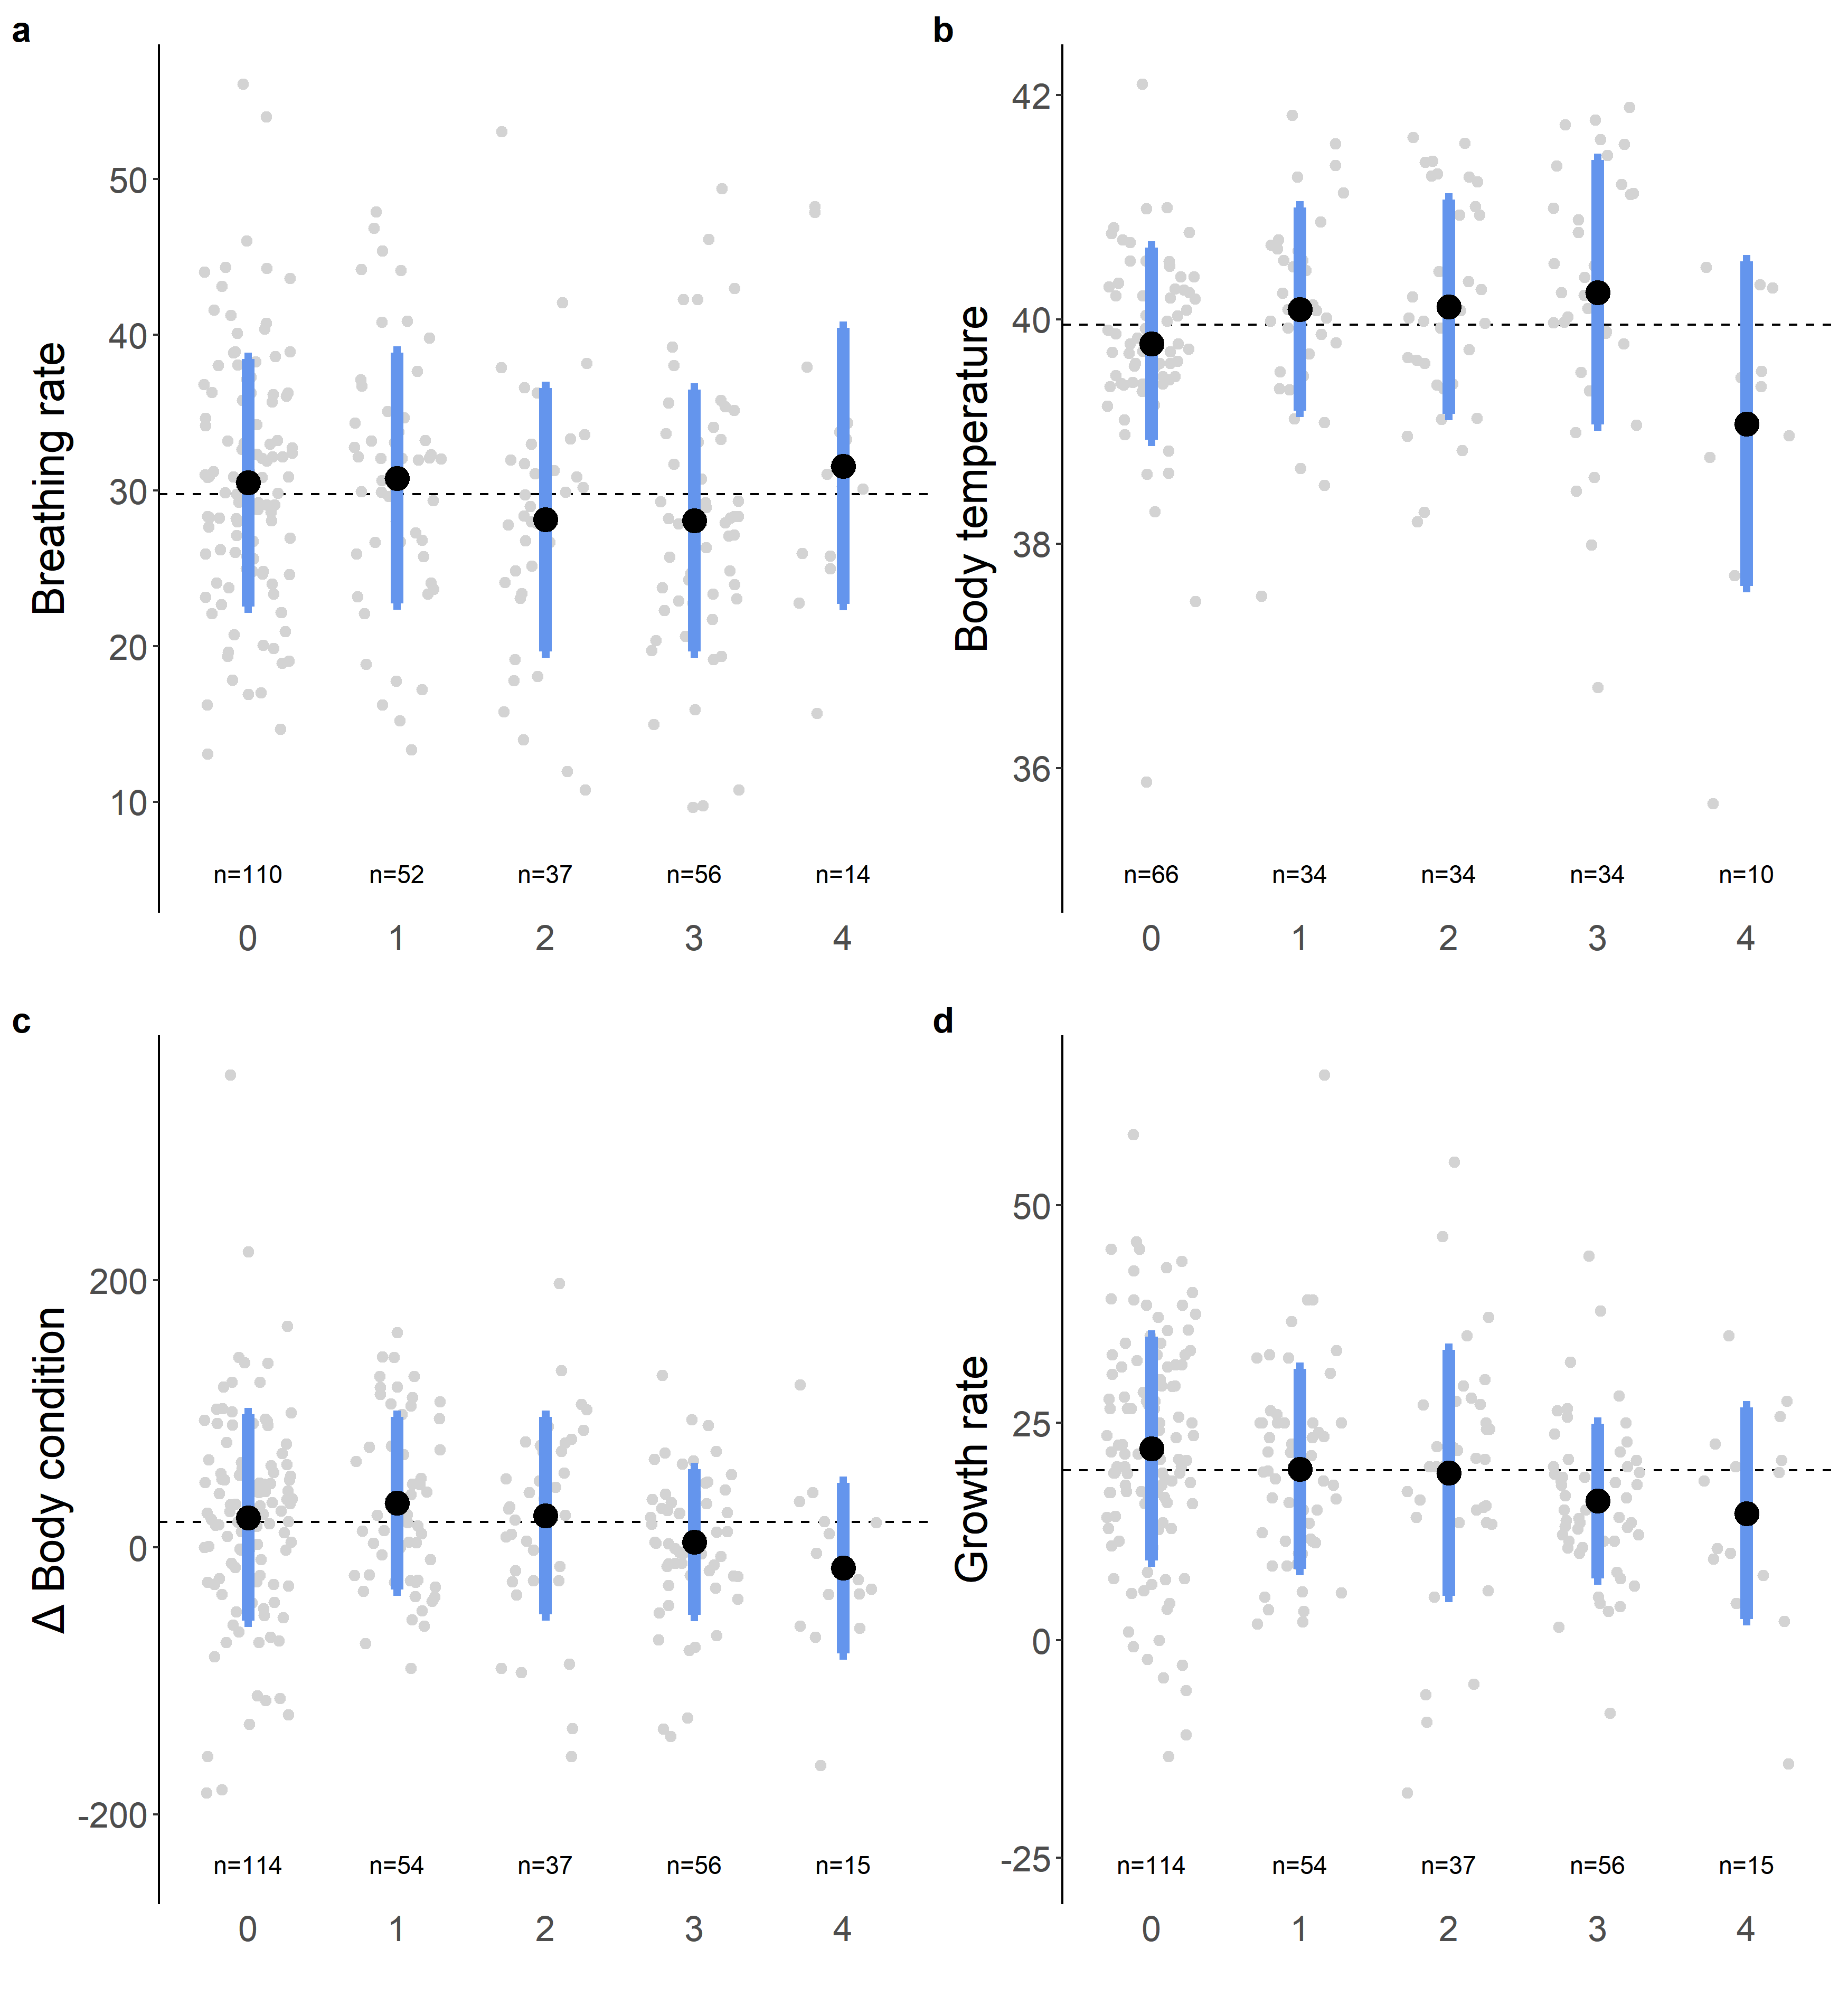 a
Breathing rate
50
40
30
20
10
n=110 n=52 n=37 n=56 n=14
0 1 2 3 4
b
Body temperature
42
40
38
36
n=66 n=34 n=34 n=34 n=10
0 1 2 3 4
c
Δ Body condition
200
0
-200
n=114 n=54 n=37 n=56 n=15
0 1 2 3 4
d
Growth rate
50
25
0
-25
n=114 n=54 n=37 n=56 n=15
0 1 2 3 4